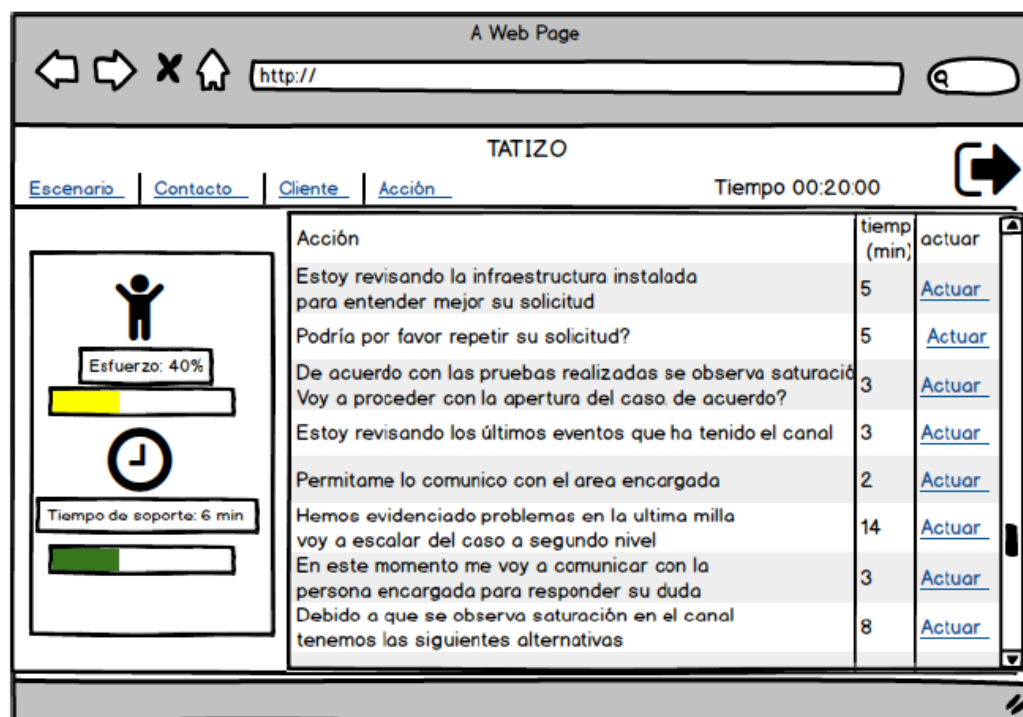 A Web Page
http://
TATIZO
Escenario Contacto Cliente Acción Tiempo 00:20:00
Esfuerzo: 40%
Tiempo de soporte: 6 min
Acción tiemp (min) actuar
Estoy revisando la infraestructura instalada
para entender mejor su solicitud 5 Actuar
Podría por favor repetir su solicitud? 5 Actuar
De acuerdo con las pruebas realizadas se observa saturació
Voy a proceder con la apertura del caso. de acuerdo? 3 Actuar
Estoy revisando los últimos eventos que ha tenido el canal 3 Actuar
Permitame lo comunico con el area encargada 2 Actuar
Hemos evidenciado problemas en la ultima milla
voy a escalar del caso a segundo nivel 14 Actuar
En este momento me voy a comunicar con la
persona encargada para responder su duda 3 Actuar
Debido a que se observa saturación en el canal
tenemos las siguientes alternativas 8 Actuar